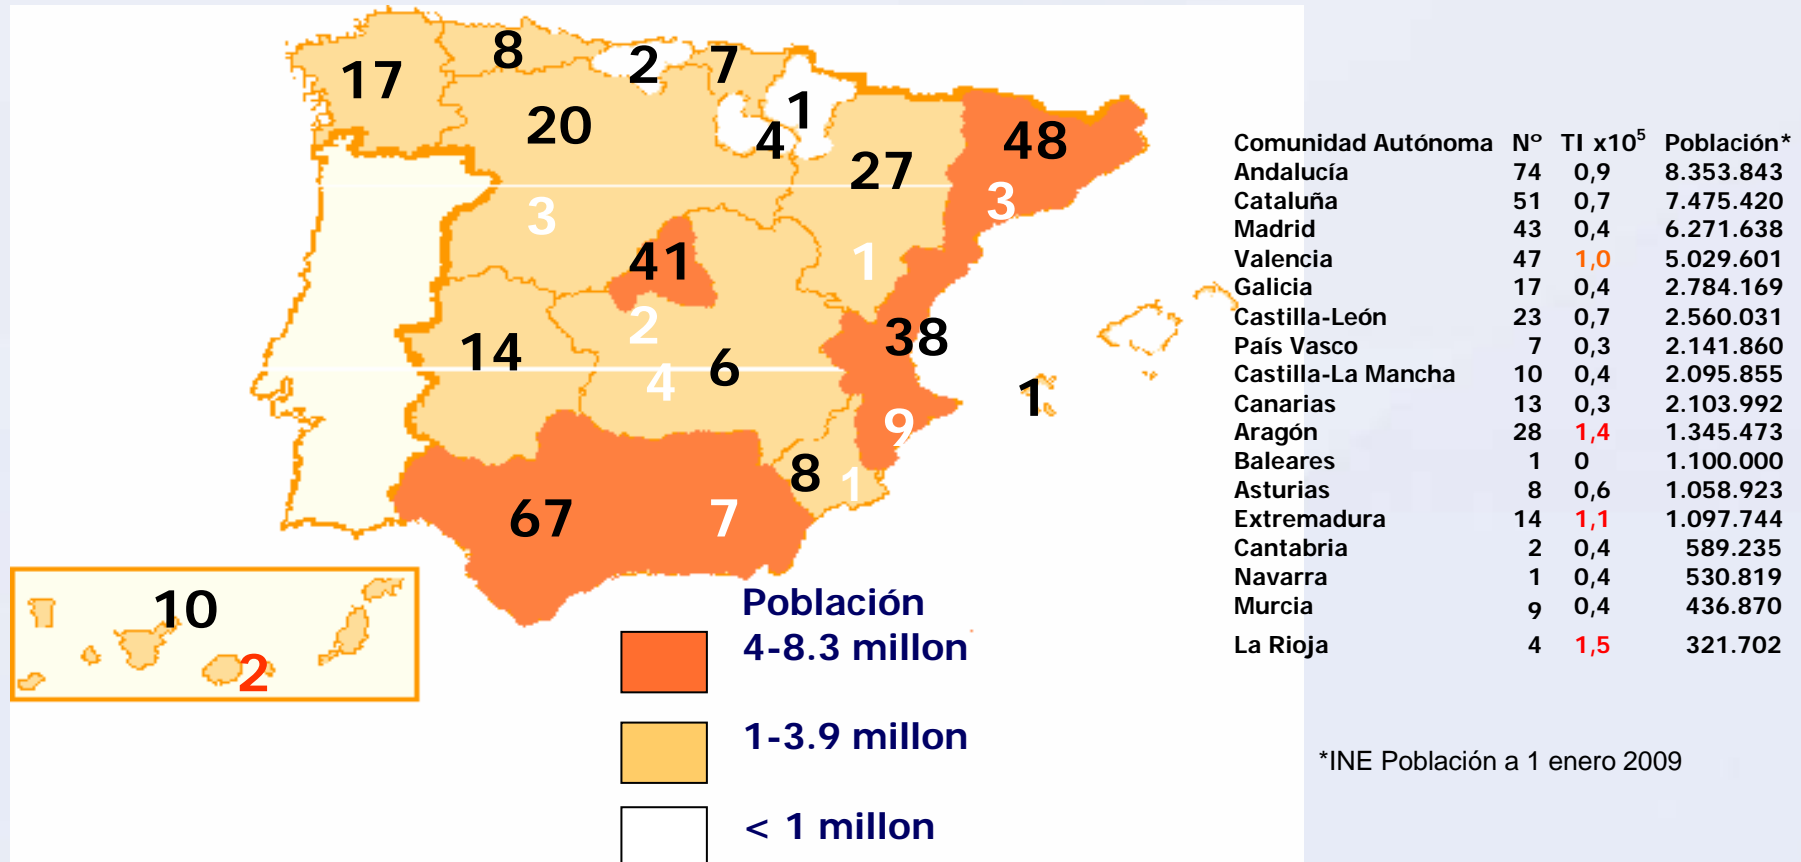 8
2
7
17
1
20
4
48
27
3
3
41
1
2
38
14
6
4
1
9
8
1
67
7
10
2
Población
4-8.3 millon
1-3.9 millon
< 1 millon
Comunidad Autónoma Nº TI x10⁵ Población*
Andalucía 74 0,9 8.353.843
Cataluña 51 0,7 7.475.420
Madrid 43 0,4 6.271.638
Valencia 47 1,0 5.029.601
Galicia 17 0,4 2.784.169
Castilla-León 23 0,7 2.560.031
País Vasco 7 0,3 2.141.860
Castilla-La Mancha 10 0,4 2.095.855
Canarias 13 0,3 2.103.992
Aragón 28 1,4 1.345.473
Baleares 1 0 1.100.000
Asturias 8 0,6 1.058.923
Extremadura 14 1,1 1.097.744
Cantabria 2 0,4 589.235
Navarra 1 0,4 530.819
Murcia 9 0,4 436.870
La Rioja 4 1,5 321.702
*INE Población a 1 enero 2009